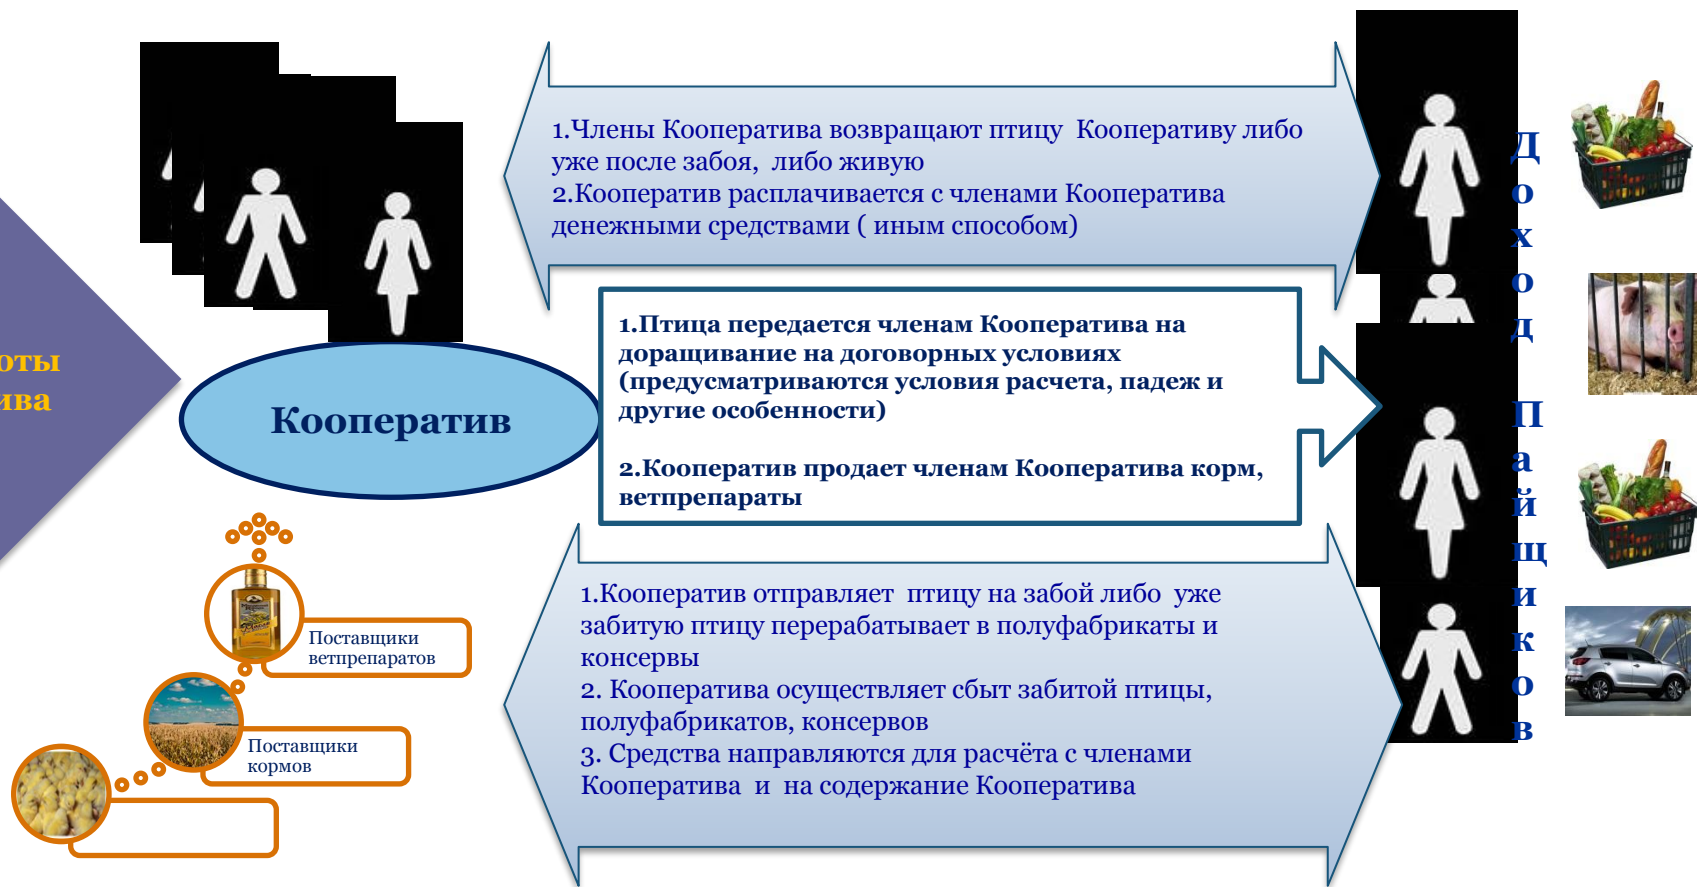 1.Члены Кооператива возвращают птицу Кооперативу либо
уже после забоя, либо живую
2.Кооператив расплачивается с членами Кооператива
денежными средствами ( иным способом)
оты
ива
Кооператив
1.Птица передается членам Кооператива на
доращивание на договорных условиях
(предусматриваются условия расчета, падеж и
другие особенности)
2.Кооператив продает членам Кооператива корм,
ветпрепараты
Поставщики
ветпрепаратов
Поставщики
кормов
1.Кооператив отправляет птицу на забой либо уже
забитую птицу перерабатывает в полуфабрикаты и
консервы
2. Кооператива осуществляет сбыт забитой птицы,
полуфабрикатов, консервов
3. Средства направляются для расчёта с членами
Кооператива и на содержание Кооператива
Доход
Пайщиков